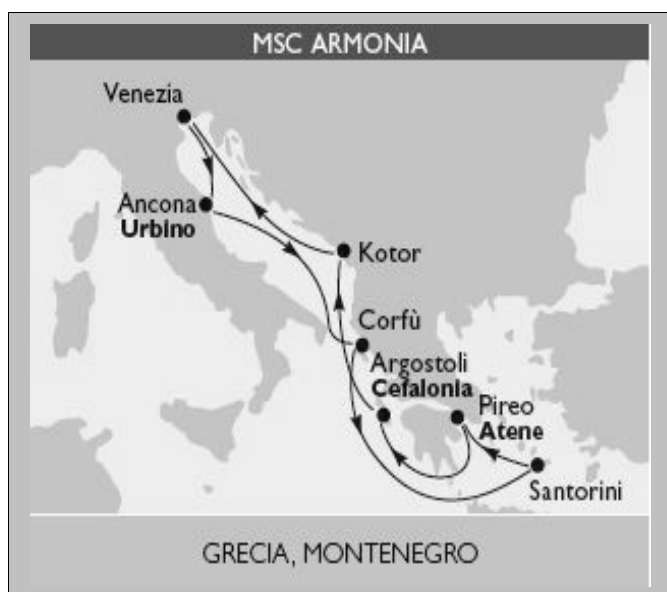 MSC ARMONIA
Venezia
Ancona
Urbino
Kotor
Corfù
Argostoli
Cefalonia
Pireo
Atene
Santorini
GRECIA, MONTENEGRO